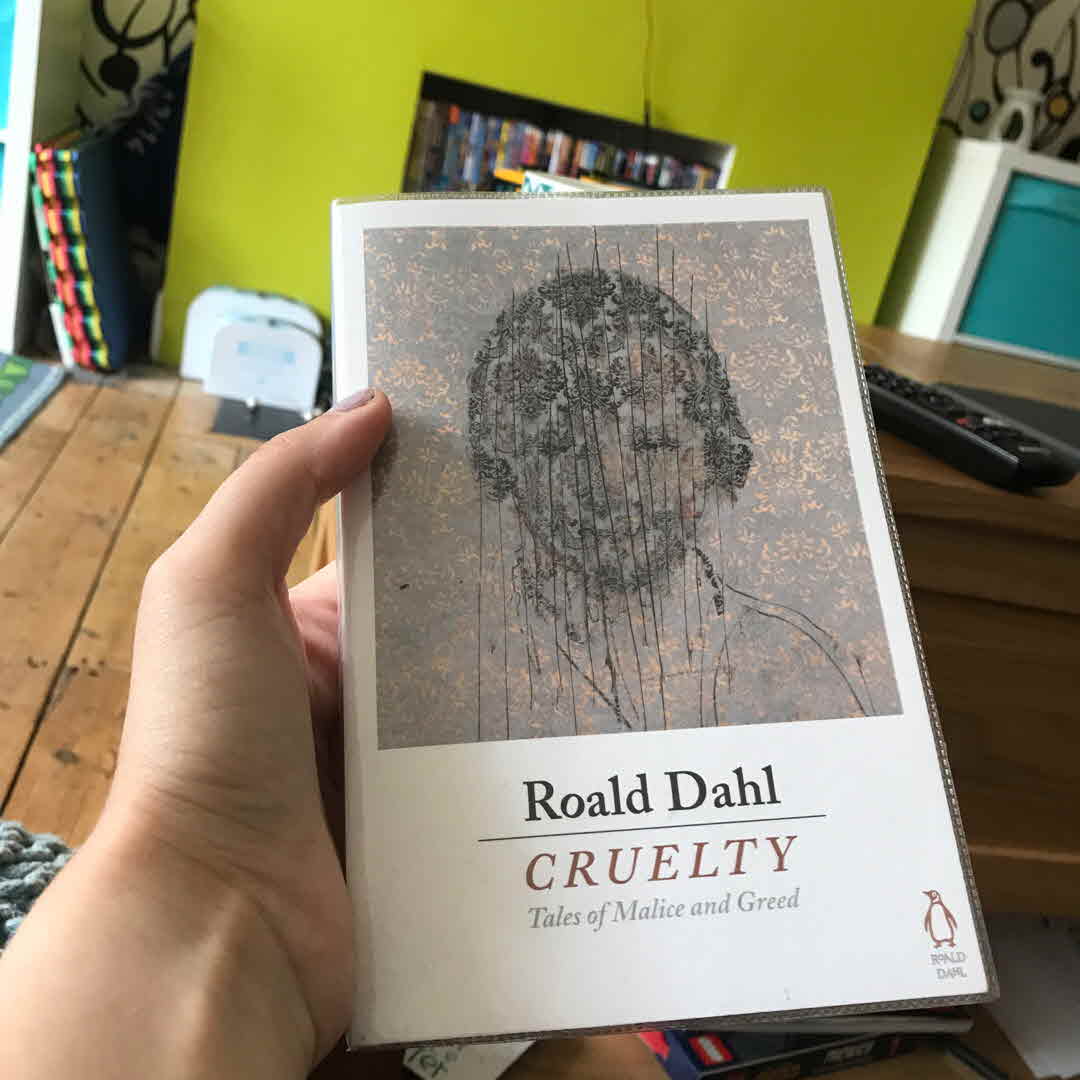 Roald Dahl
CRUELTY
Tales of Malice and Greed
ROALD
DAHL